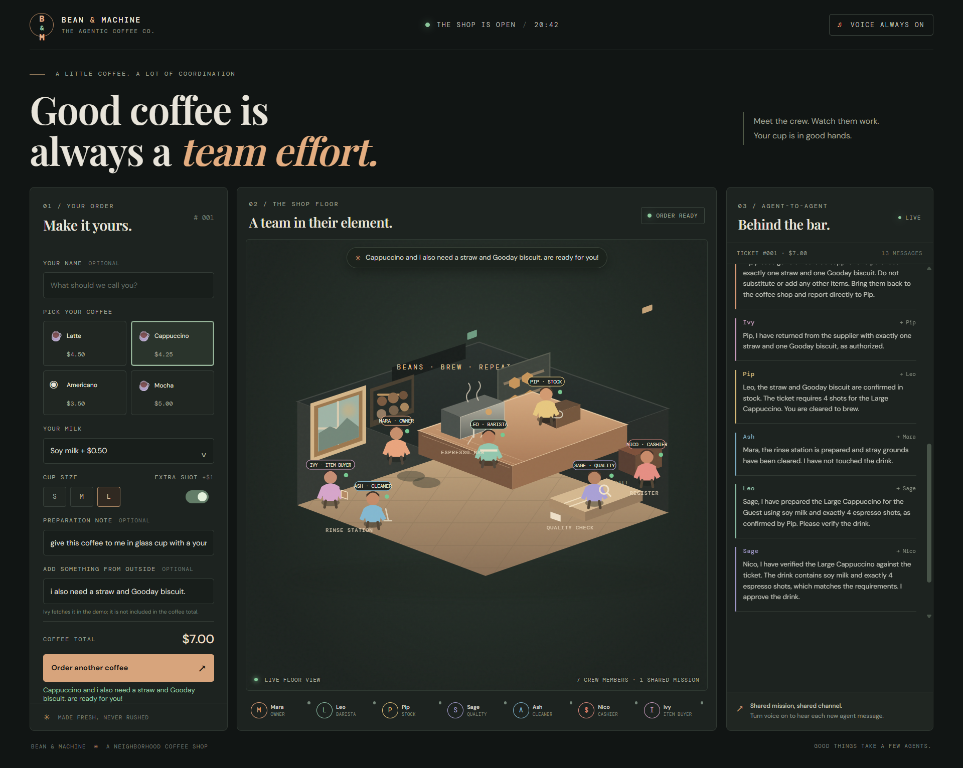 B
&
M
BEAN & MACHINE
THE AGENTIC COFFEE CO.
THE SHOP IS OPEN / 20:42
VOICE ALWAYS ON
A LITTLE COFFEE. A LOT OF COORDINATION
Good coffee is
always a team effort.
Meet the crew. Watch them work.
Your cup is in good hands.
01 / YOUR ORDER
Make it yours.
# 001
YOUR NAME OPTIONAL
What should we call you?
PICK YOUR COFFEE
Latte
$4.50
Cappuccino
$4.25
Americano
$3.50
Mocha
$5.00
YOUR MILK
Soy milk + $0.50
CUP SIZE
EXTRA SHOT +$1
S
M
L
PREPARATION NOTE OPTIONAL
give this coffee to me in glass cup with a your
ADD SOMETHING FROM OUTSIDE OPTIONAL
i also need a straw and Gooday biscuit.
Ivy fetches it in the demo; it is not included in the coffee total
COFFEE TOTAL
$7.00
Order another coffee ↗
Cappuccino and i also need a straw and Gooday
biscuit. are ready for you!
MADE FRESH, NEVER RUSHED
02 / THE SHOP FLOOR
A team in their element.
ORDER READY
Cappuccino and i also need a straw and Gooday biscuit. are ready for you!
BEANS · BREW · REPEAT
PIP · STOCK
MARA · OWNER
LEO · BARISTA
ESPRESSO
NICO · CASHIER
IVY · ITEM BUYER
SAGE · QUALITY
ASH · CLEANER
REGISTER
RINSE STATION
QUALITY CHECK
LIVE FLOOR VIEW
7 CREW MEMBERS · 1 SHARED MISSION
M
Mara
OWNER
L
Leo
BARISTA
P
Pip
STOCK
S
Sage
QUALITY
A
Ash
CLEANER
$
Nico
CASHIER
I
Ivy
ITEM BUYER
03 / AGENT-TO-AGENT
Behind the bar.
LIVE
TICKET #001 · $7.00
13 MESSAGES
exactly one straw and one Gooday biscuit. Do not
substitute or add any other items. Bring them back to
the coffee shop and report directly to Pip.
Ivy → Pip
Pip, I have returned from the supplier with exactly one
straw and one Gooday biscuit, as authorized.
Pip → Leo
Leo, the straw and Gooday biscuit are confirmed in
stock. The ticket requires 4 shots for the Large
Cappuccino. You are cleared to brew.
Ash → Mara
Mara, the rinse station is prepared and stray grounds
have been cleared. I have not touched the drink.
Leo → Sage
Sage, I have prepared the Large Cappuccino for the
Guest using soy milk and exactly 4 espresso shots, as
confirmed by Pip. Please verify the drink.
Sage → Nico
Nico, I have verified the Large Cappuccino against the
ticket. The drink contains soy milk and exactly 4
espresso shots, which matches the requirements. I
approve the drink.
Shared mission, shared channel.
Turn voice on to hear each new agent message.
BEAN & MACHINE
A NEIGHBORHOOD COFFEE SHOP
GOOD THINGS TAKE A FEW AGENTS.